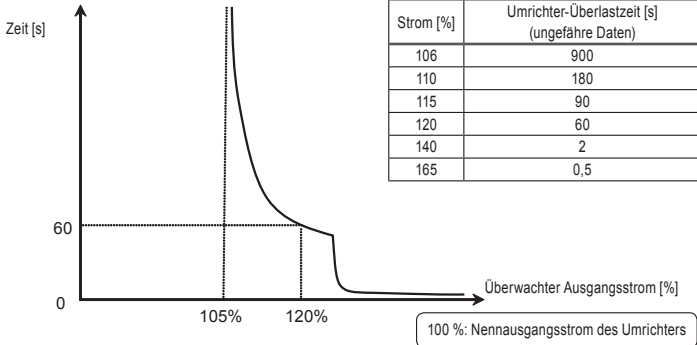 Zeit [s]
Strom [%]
Umrichter-Überlastzeit [s]
(ungefähre Daten)
106 900
110 180
115 90
120 60
140 2
165 0,5
60
0
105% 120%
Überwachter Ausgangsstrom [%]
100 %: Nennausgangsstrom des Umrichters